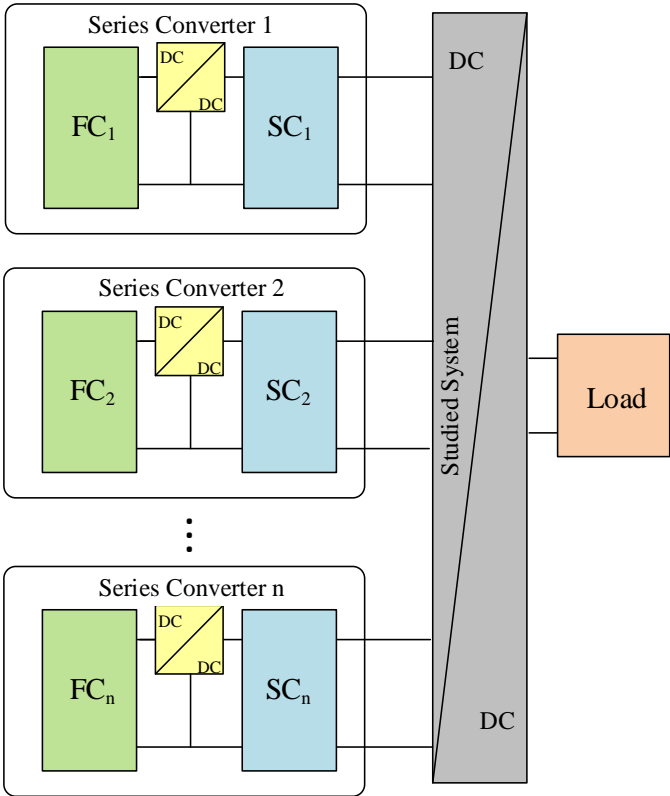 Series Converter 1
DC
DC
FC₁
SC₁
Series Converter 2
DC
DC
FC₂
SC₂
⋮
Series Converter n
DC
DC
FCₙ
SCₙ
DC
Studied System
DC
Load